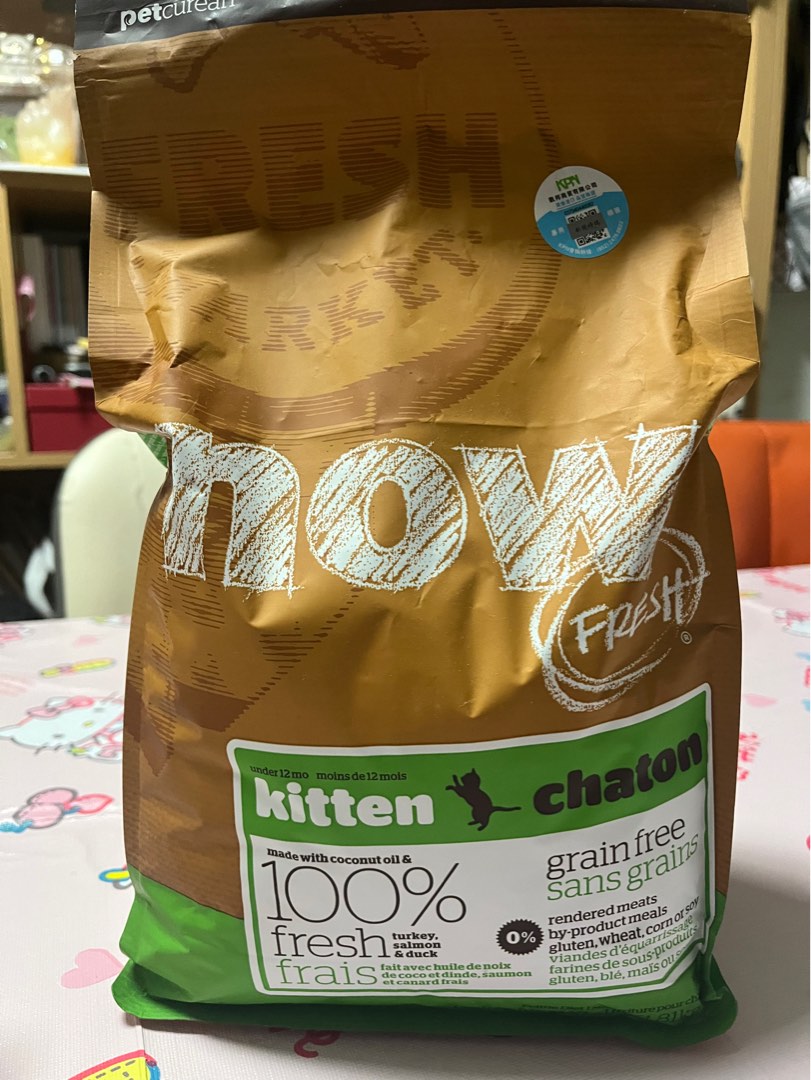 petcurean
FRESH
MARKET
KPN
now
FRESH
®
under 12 mo moins de 12 mois
kitten chaton
made with coconut oil &
100%
fresh turkey,
salmon
& duck
frais fait avec huile de noix
de coco et dinde, saumon
et canard frais
grain free
sans grains
0%
rendered meats
by-product meals
gluten, wheat, corn or soy
viandes d'équarrissage
farines de sous-produits
gluten, blé, maïs ou